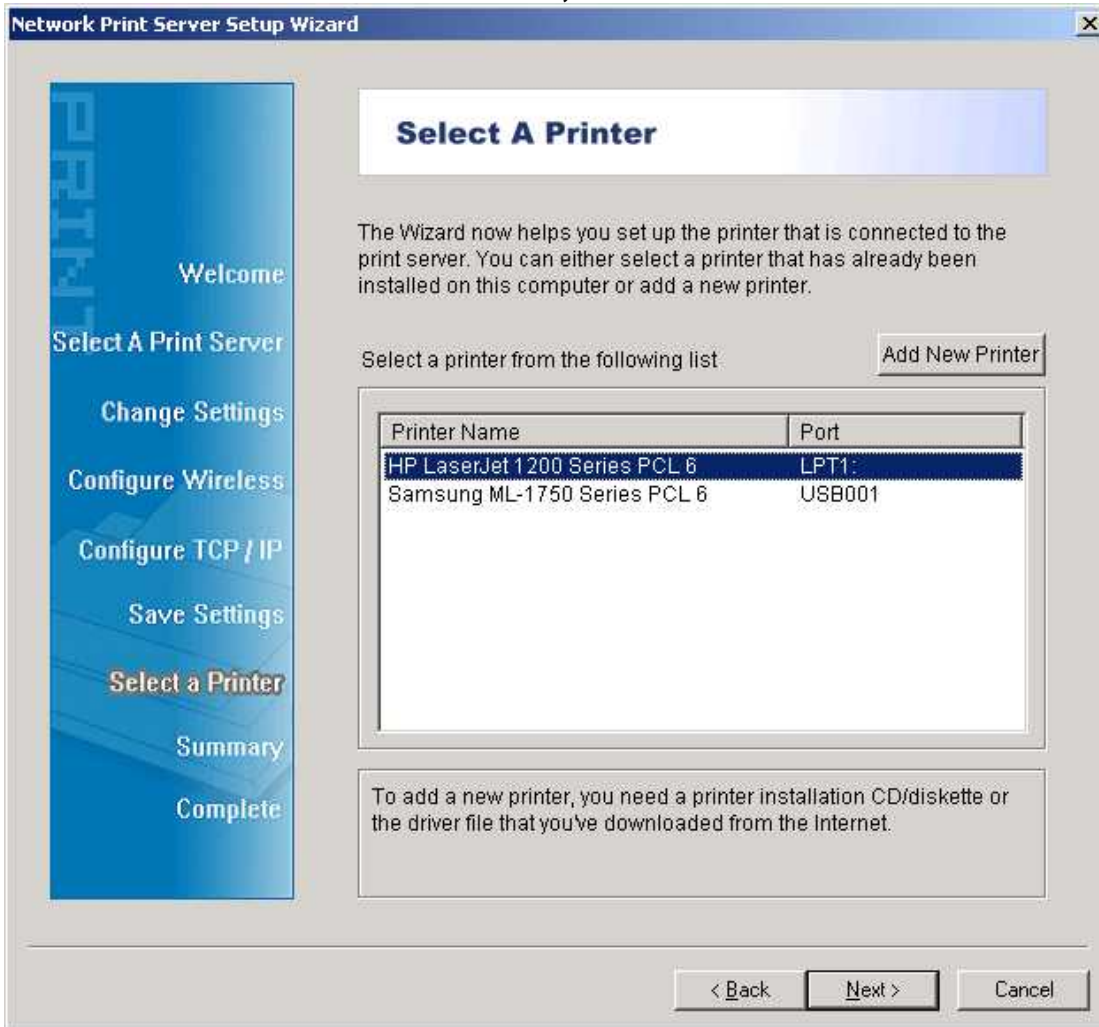 Network Print Server Setup Wizard
PRINT
Welcome
Select A Print Server
Change Settings
Configure Wireless
Configure TCP / IP
Save Settings
Select a Printer
Summary
Complete
Select A Printer
The Wizard now helps you set up the printer that is connected to the
print server. You can either select a printer that has already been
installed on this computer or add a new printer.
Select a printer from the following list
Add New Printer
Printer Name Port
HP LaserJet 1200 Series PCL 6 LPT1:
Samsung ML-1750 Series PCL 6 USB001
To add a new printer, you need a printer installation CD/diskette or
the driver file that you've downloaded from the Internet.
< Back Next > Cancel